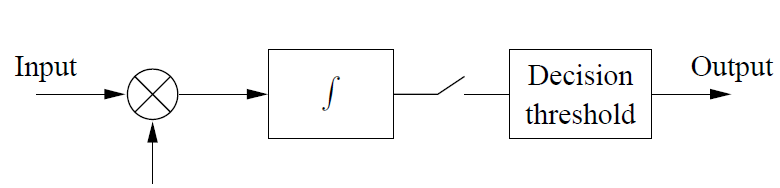 Input
∫
Decision
threshold
Output